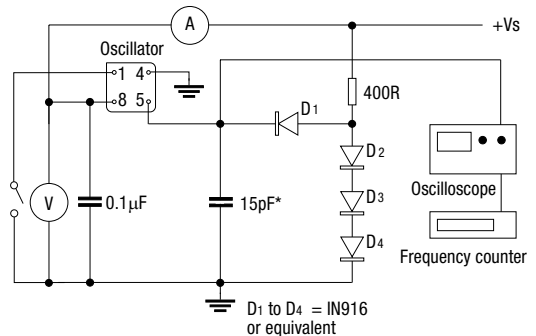 A
+Vs
Oscillator
1 4
8 5
400R
D1
D2
V
0.1µF
15pF*
D3
D4
Oscilloscope
Frequency counter
D1 to D4 = IN916
or equivalent